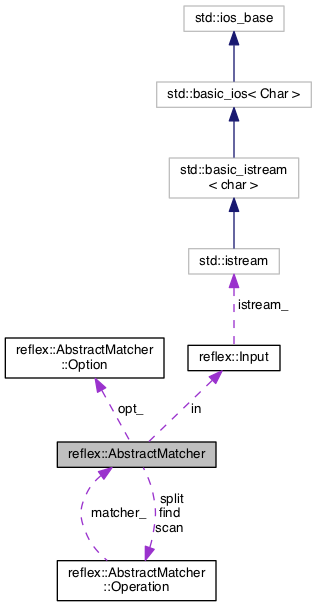 std::ios_base
std::basic_ios< Char >
std::basic_istream
< char >
std::istream
istream_
reflex::AbstractMatcher
::Option
reflex::Input
opt_
in
reflex::AbstractMatcher
split
matcher_
find
scan
reflex::AbstractMatcher
::Operation